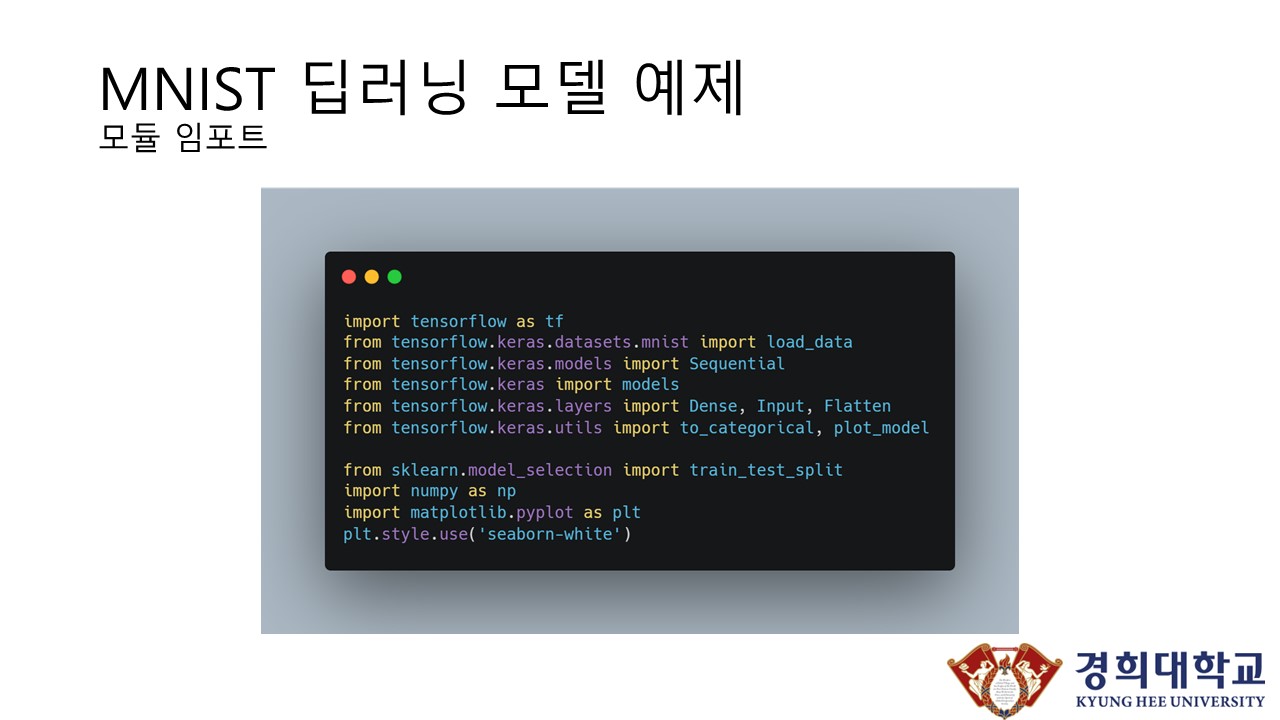 MNIST 딥러닝 모델 예제
모듈 임포트
import tensorflow as tf
from tensorflow.keras.datasets.mnist import load_data
from tensorflow.keras.models import Sequential
from tensorflow.keras import models
from tensorflow.keras.layers import Dense, Input, Flatten
from tensorflow.keras.utils import to_categorical, plot_model
from sklearn.model_selection import train_test_split
import numpy as np
import matplotlib.pyplot as plt
plt.style.use('seaborn-white')
경희대학교
KYUNG HEE UNIVERSITY